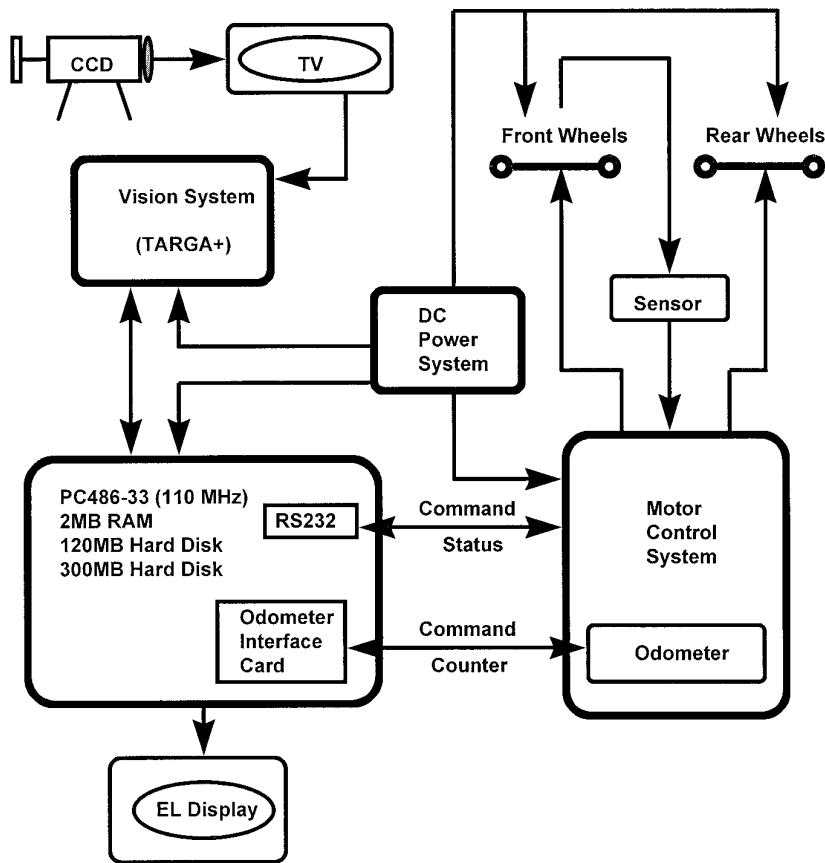 CCD
TV
Front Wheels
Rear Wheels
Vision System
(TARGA+)
DC
Power
System
Sensor
PC486-33 (110 MHz)
2MB RAM
120MB Hard Disk
300MB Hard Disk
RS232
Command
Status
Motor
Control
System
Odometer
Interface
Card
Command
Counter
Odometer
EL Display